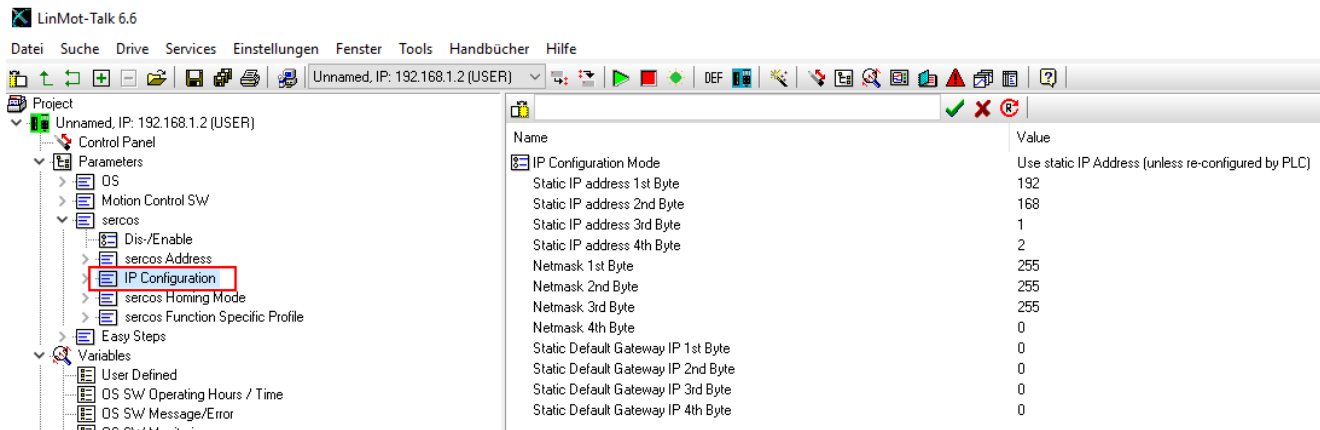 LinMot-Talk 6.6
Datei Suche Drive Services Einstellungen Fenster Tools Handbücher Hilfe
Unnamed, IP: 192.168.1.2 (USER)
DEF
Project
Unnamed, IP: 192.168.1.2 (USER)
Control Panel
Parameters
OS
Motion Control SW
sercos
Dis-/Enable
sercos Address
IP Configuration
sercos Homing Mode
sercos Function Specific Profile
Easy Steps
Variables
User Defined
OS SW Operating Hours / Time
OS SW Message/Error
Name Value
IP Configuration Mode Use static IP Address (unless re-configured by PLC)
Static IP address 1st Byte 192
Static IP address 2nd Byte 168
Static IP address 3rd Byte 1
Static IP address 4th Byte 2
Netmask 1st Byte 255
Netmask 2nd Byte 255
Netmask 3rd Byte 255
Netmask 4th Byte 0
Static Default Gateway IP 1st Byte 0
Static Default Gateway IP 2nd Byte 0
Static Default Gateway IP 3rd Byte 0
Static Default Gateway IP 4th Byte 0